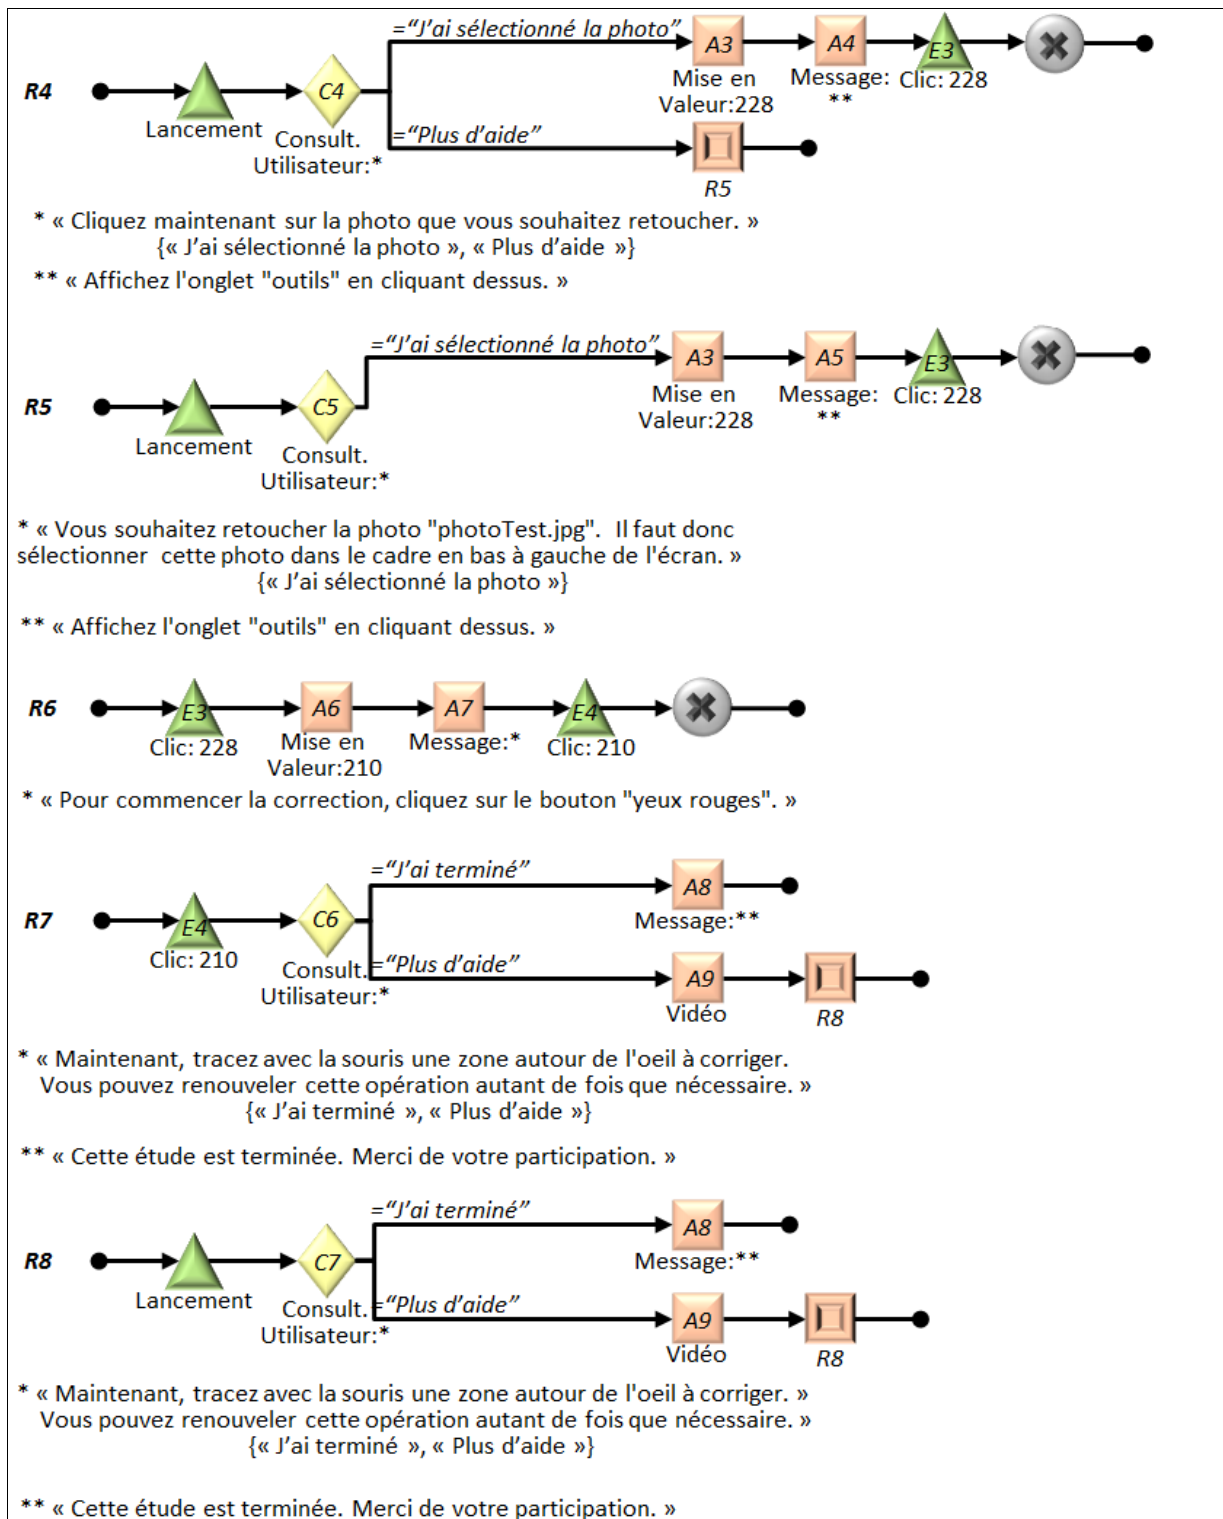 ="J'ai sélectionné la photo"
R4
Lancement
C4
Consult.
Utilisateur:*
A3
Mise en
Valeur:228
A4
Message:
**
E3
Clic: 228
="Plus d'aide"
R5
* « Cliquez maintenant sur la photo que vous souhaitez retoucher. »
{« J'ai sélectionné la photo », « Plus d'aide »}
** « Affichez l'onglet "outils" en cliquant dessus. »
="J'ai sélectionné la photo"
R5
Lancement
C5
Consult.
Utilisateur:*
A3
Mise en
Valeur:228
A5
Message:
**
E3
Clic: 228
* « Vous souhaitez retoucher la photo "photoTest.jpg". Il faut donc
sélectionner cette photo dans le cadre en bas à gauche de l'écran. »
{« J'ai sélectionné la photo »}
** « Affichez l'onglet "outils" en cliquant dessus. »
R6
E3
Clic: 228
A6
Mise en
Valeur:210
A7
Message:*
E4
Clic: 210
* « Pour commencer la correction, cliquez sur le bouton "yeux rouges". »
="J'ai terminé"
R7
E4
Clic: 210
C6
Consult.
Utilisateur:*
A8
Message:**
="Plus d'aide"
A9
Vidéo
R8
* « Maintenant, tracez avec la souris une zone autour de l'oeil à corriger.
Vous pouvez renouveler cette opération autant de fois que nécessaire. »
{« J'ai terminé », « Plus d'aide »}
** « Cette étude est terminée. Merci de votre participation. »
="J'ai terminé"
R8
Lancement
C7
Consult.
Utilisateur:*
A8
Message:**
="Plus d'aide"
A9
Vidéo
R8
* « Maintenant, tracez avec la souris une zone autour de l'oeil à corriger. »
Vous pouvez renouveler cette opération autant de fois que nécessaire. »
{« J'ai terminé », « Plus d'aide »}
** « Cette étude est terminée. Merci de votre participation. »